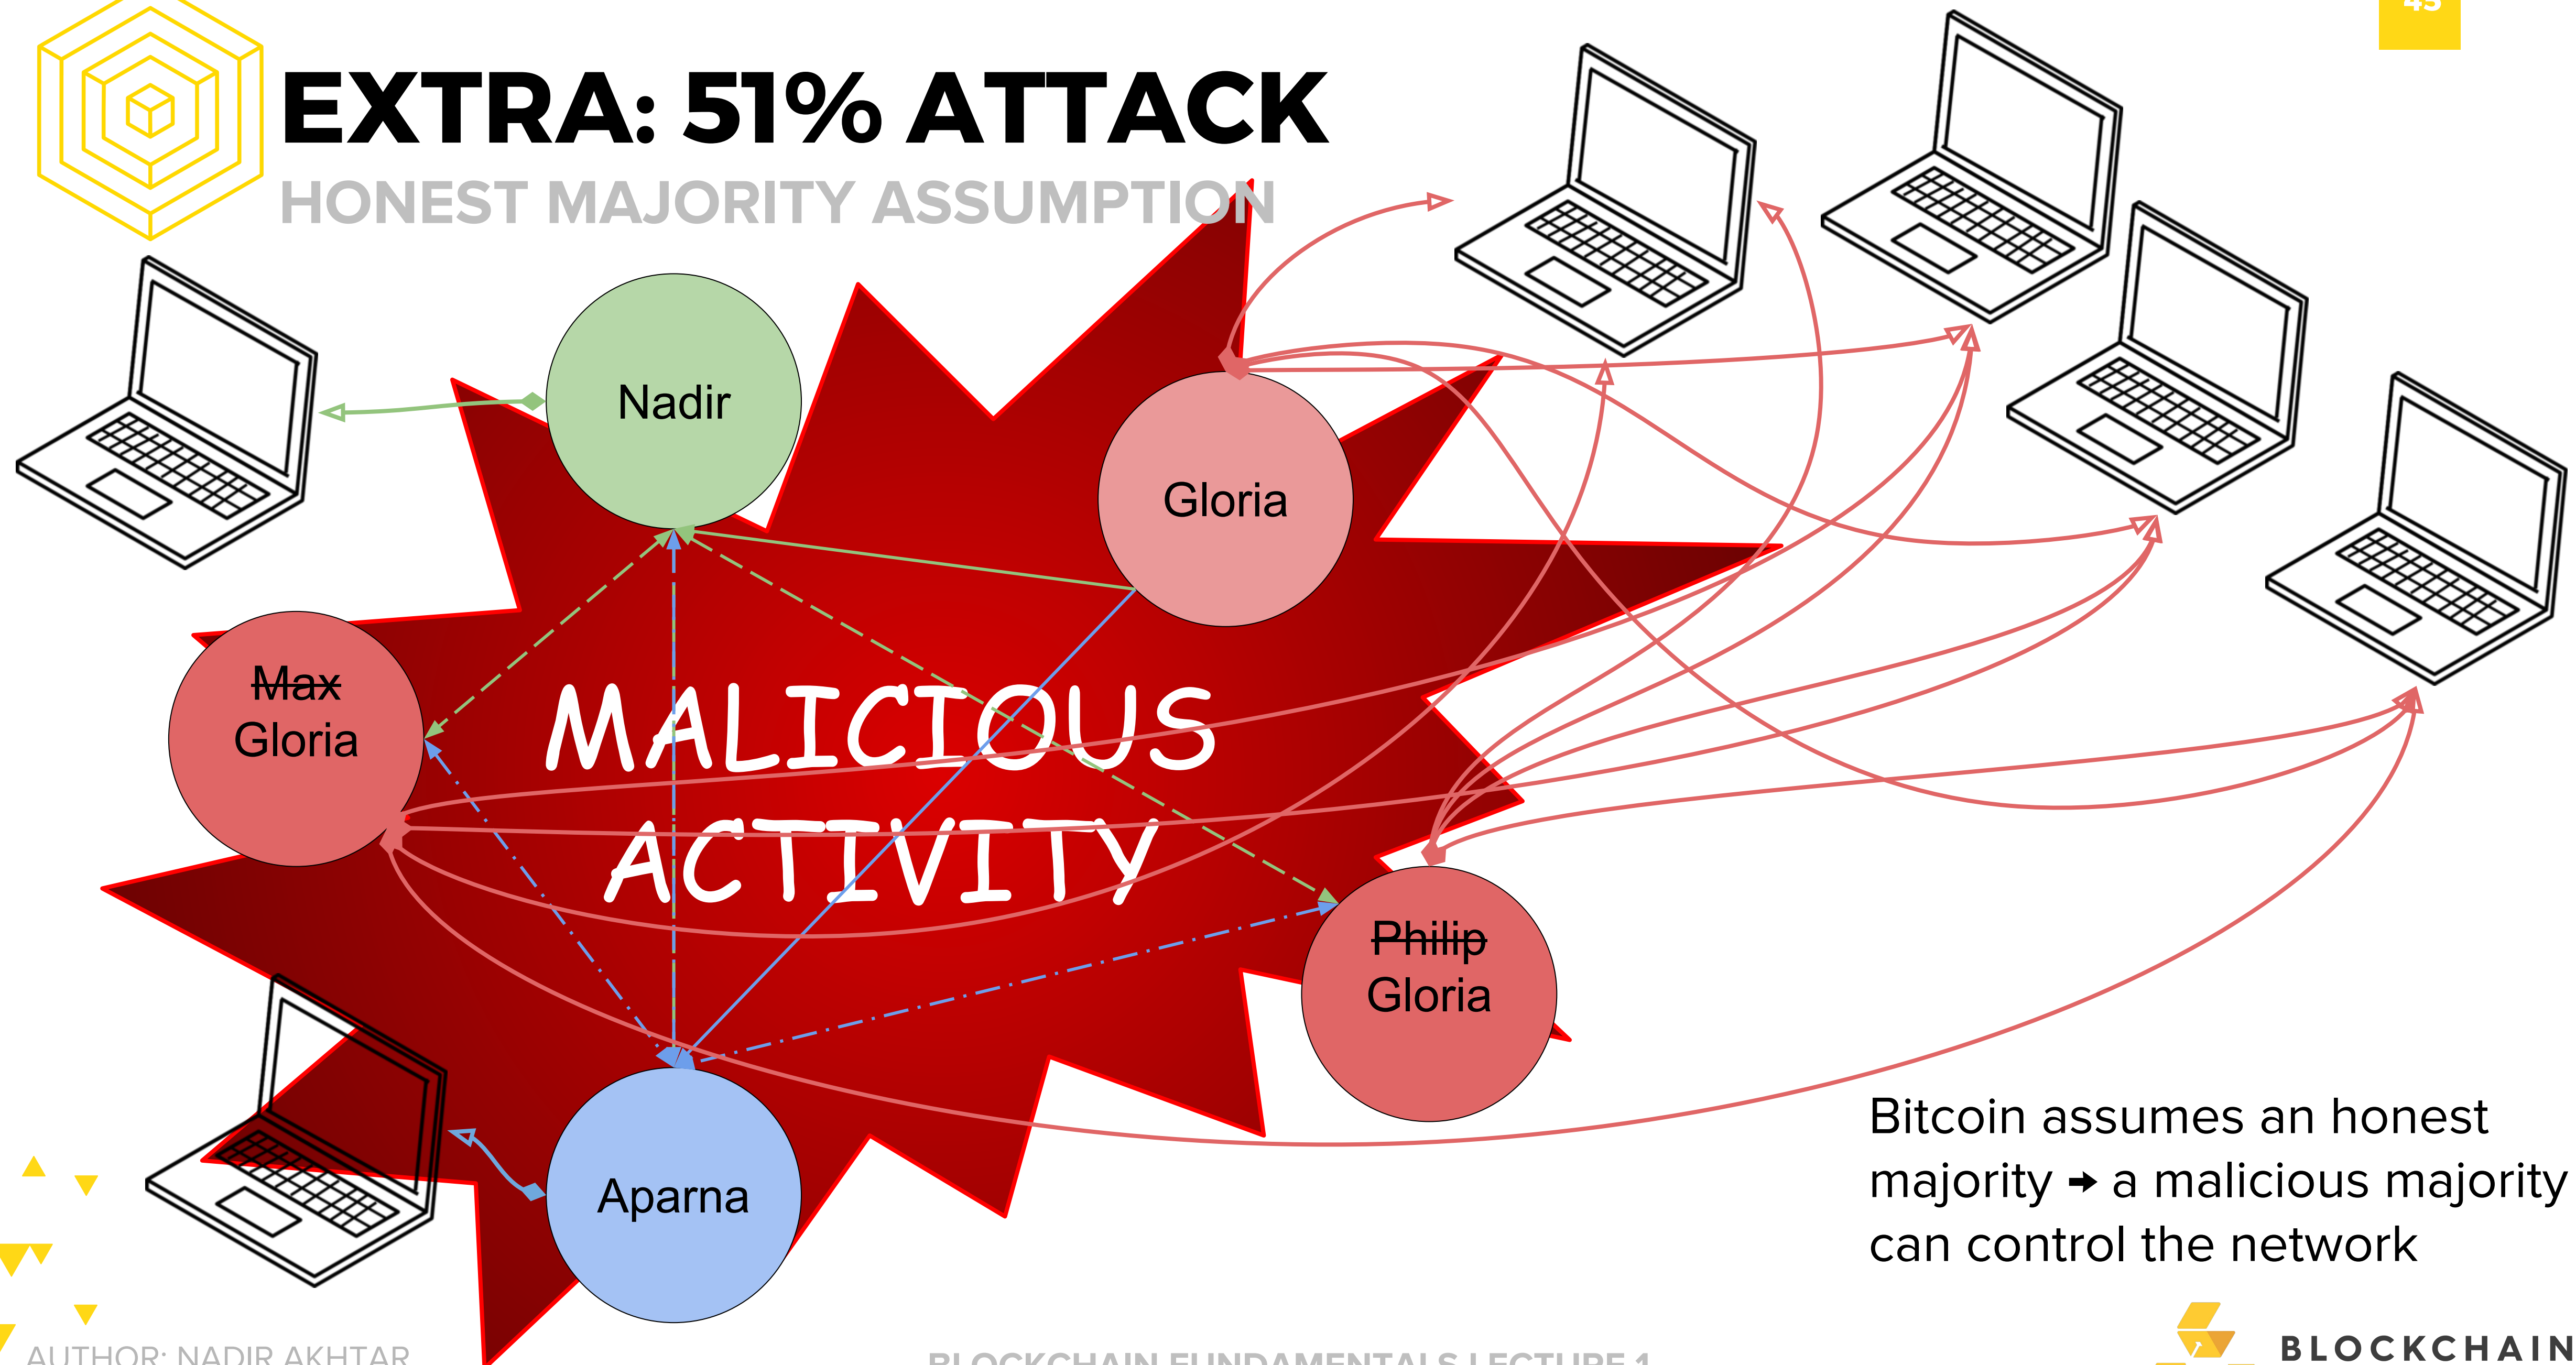 45
EXTRA: 51% ATTACK
HONEST MAJORITY ASSUMPTION
Nadir
Gloria
Max
Gloria
MALICIOUS
ACTIVITY
Philip
Gloria
Aparna
Bitcoin assumes an honest
majority → a malicious majority
can control the network
AUTHOR: NADIR AKHTAR
BLOCKCHAIN FUNDAMENTALS LECTURE 1
BLOCKCHAIN